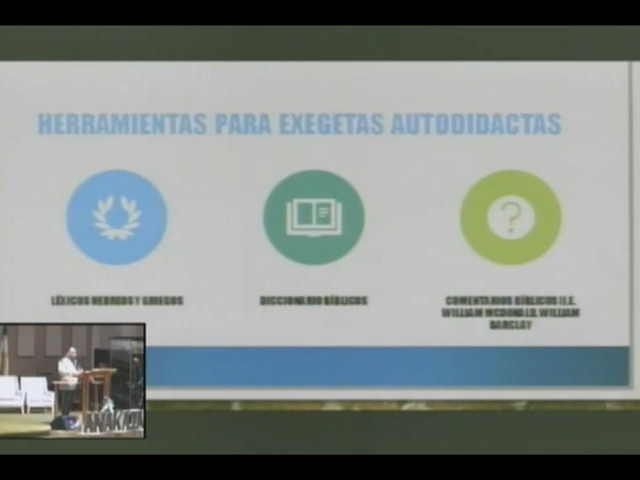 HERRAMIENTAS PARA EXEGETAS AUTODIDACTAS
LÉXICOS HEBREOS Y GRIEGOS
DICCIONARIO BÍBLICOS
COMENTARIOS BÍBLICOS I.E.
WILLIAM MCDONALD, WILLIAM
BARCLAY